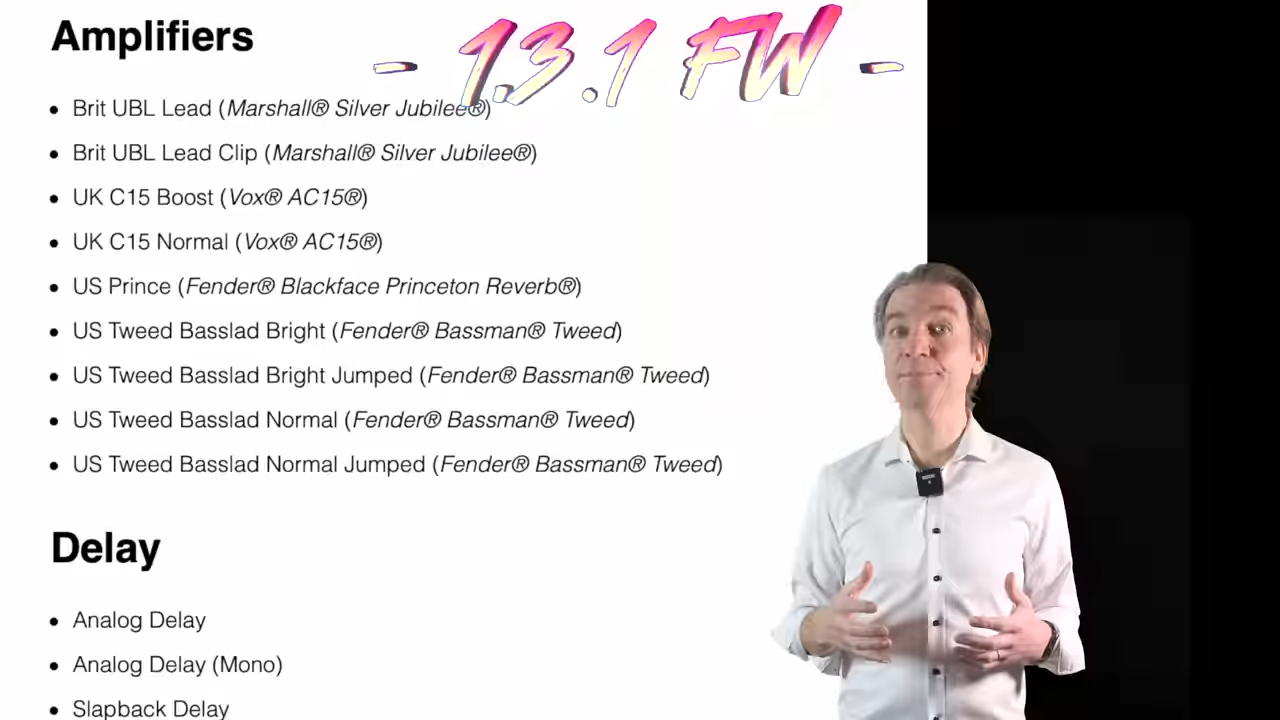 Amplifiers
- 1.3.1 FW -
• Brit UBL Lead (Marshall® Silver Jubilee®)
• Brit UBL Lead Clip (Marshall® Silver Jubilee®)
• UK C15 Boost (Vox® AC15®)
• UK C15 Normal (Vox® AC15®)
• US Prince (Fender® Blackface Princeton Reverb®)
• US Tweed Basslad Bright (Fender® Bassman® Tweed)
• US Tweed Basslad Bright Jumped (Fender® Bassman® Tweed)
• US Tweed Basslad Normal (Fender® Bassman® Tweed)
• US Tweed Basslad Normal Jumped (Fender® Bassman® Tweed)
Delay
• Analog Delay
• Analog Delay (Mono)
• Slapback Delay